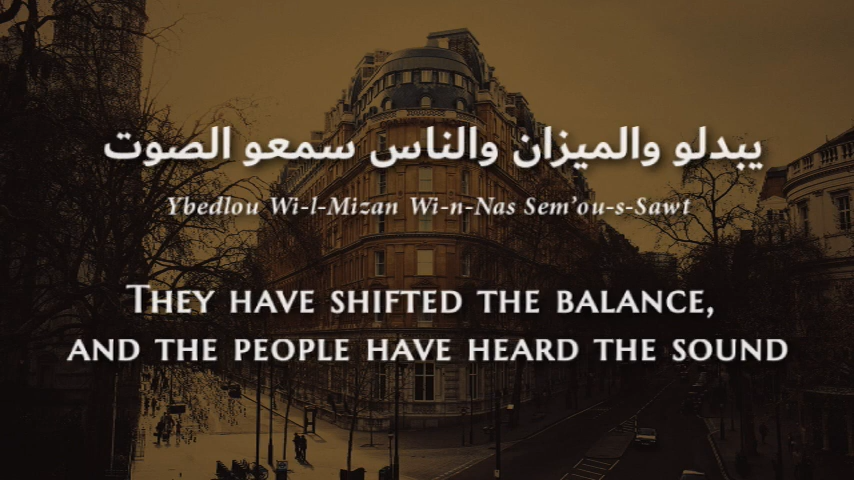 يبدلو والميزان والناس سمعو الصوت
Ybedlou Wi-l-Mizan Wi-n-Nas Sem'ou-s-Sawt
They have shifted the balance,
and the people have heard the sound